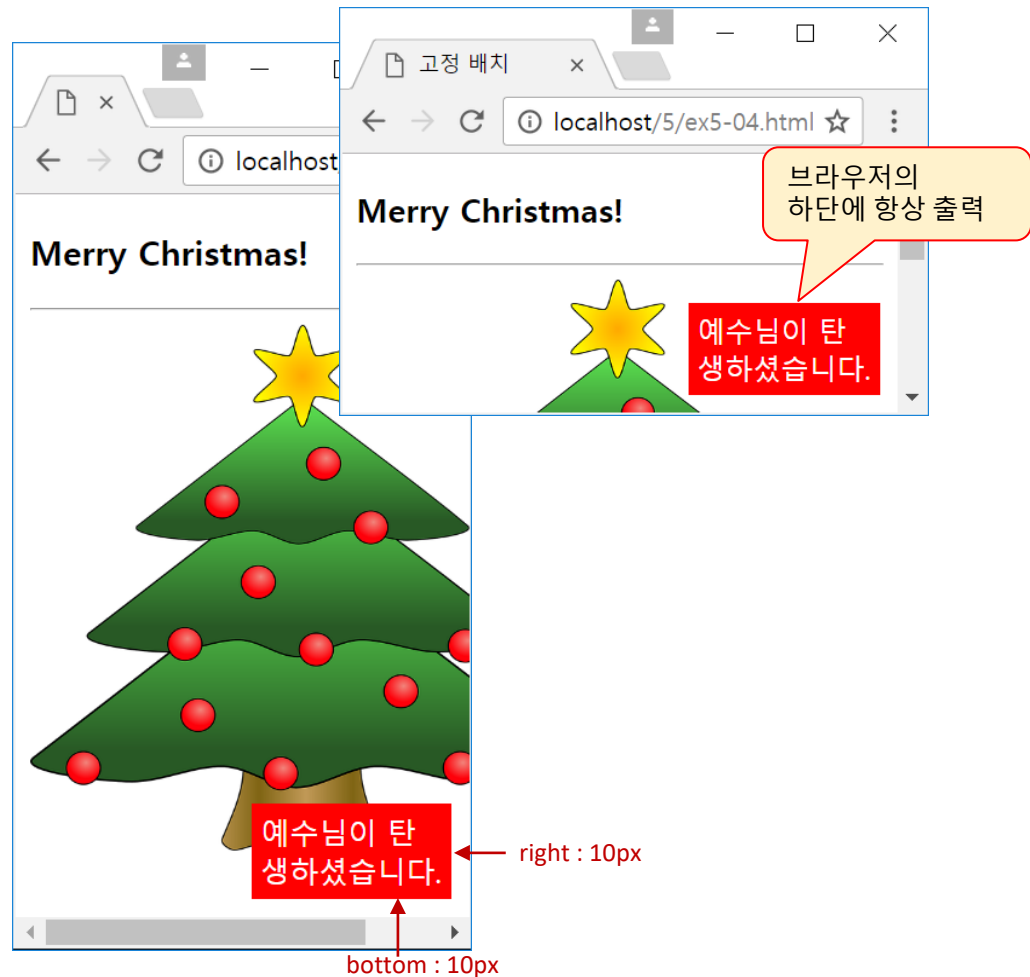 고정 배치
localhost/5/ex5-04.html
브라우저의
하단에 항상 출력
Merry Christmas!
예수님이 탄
생하셨습니다.
localhost
Merry Christmas!
예수님이 탄
생하셨습니다.
right : 10px
bottom : 10px